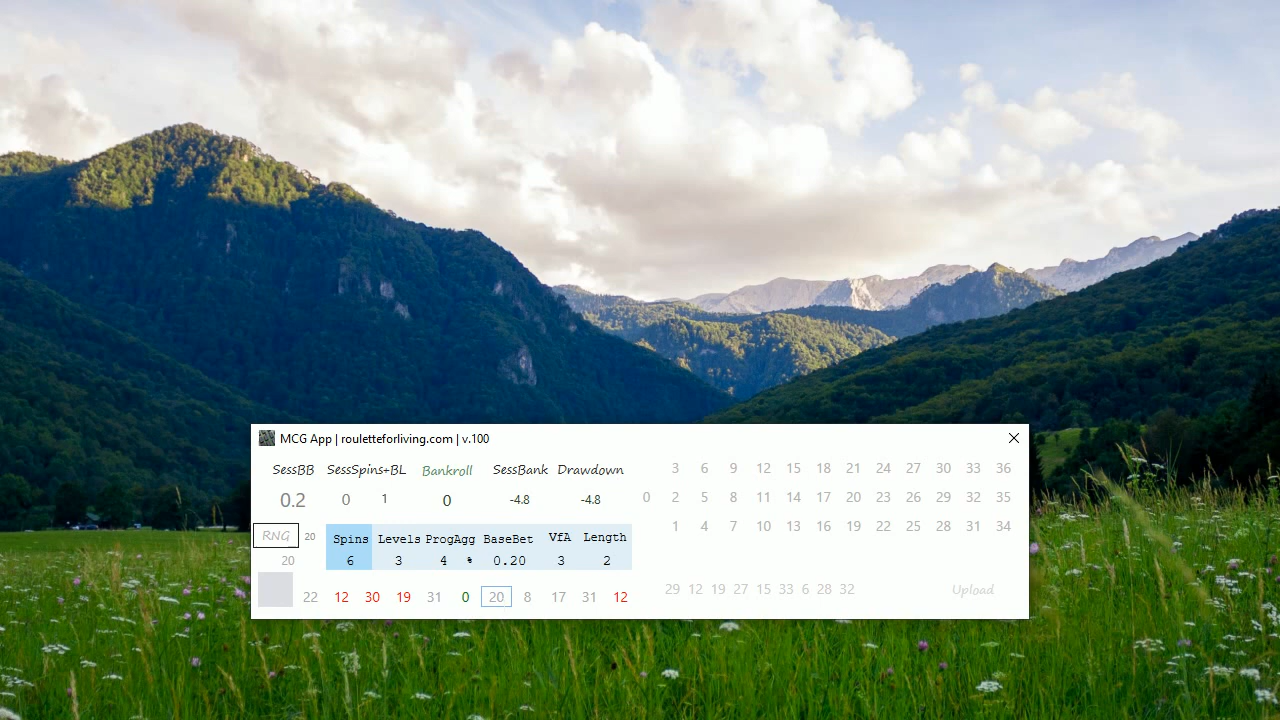 MCG App | rouletteforliving.com | v.100
SessBB SessSpins+BL Bankroll SessBank Drawdown
0.2 0 1 0 -4.8 -4.8
3 6 9 12 15 18 21 24 27 30 33 36
0 2 5 8 11 14 17 20 23 26 29 32 35
1 4 7 10 13 16 19 22 25 28 31 34
RNG 20
20
Spins Levels ProgAgg BaseBet VfA Length
6 3 4 % 0.20 3 2
22 12 30 19 31 0 20 8 17 31 12
29 12 19 27 15 33 6 28 32
Upload